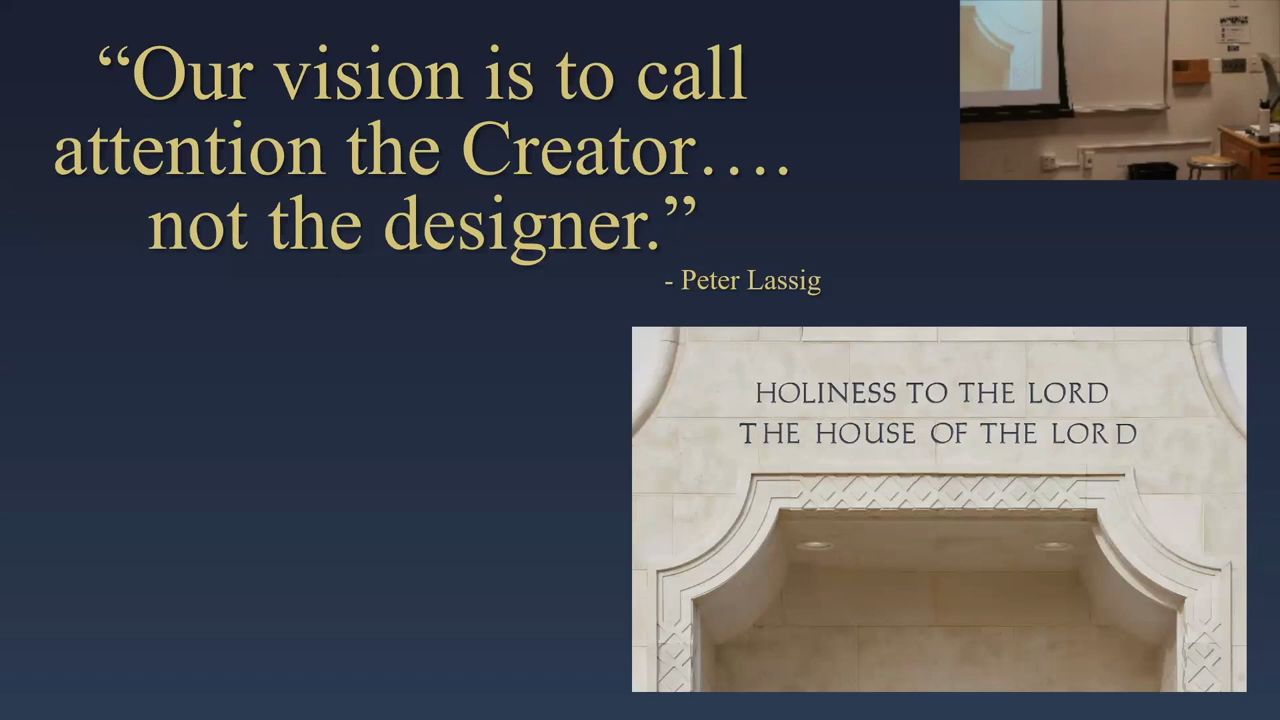 “Our vision is to call
attention the Creator….
not the designer.”
- Peter Lassig
HOLINESS TO THE LORD
THE HOUSE OF THE LORD